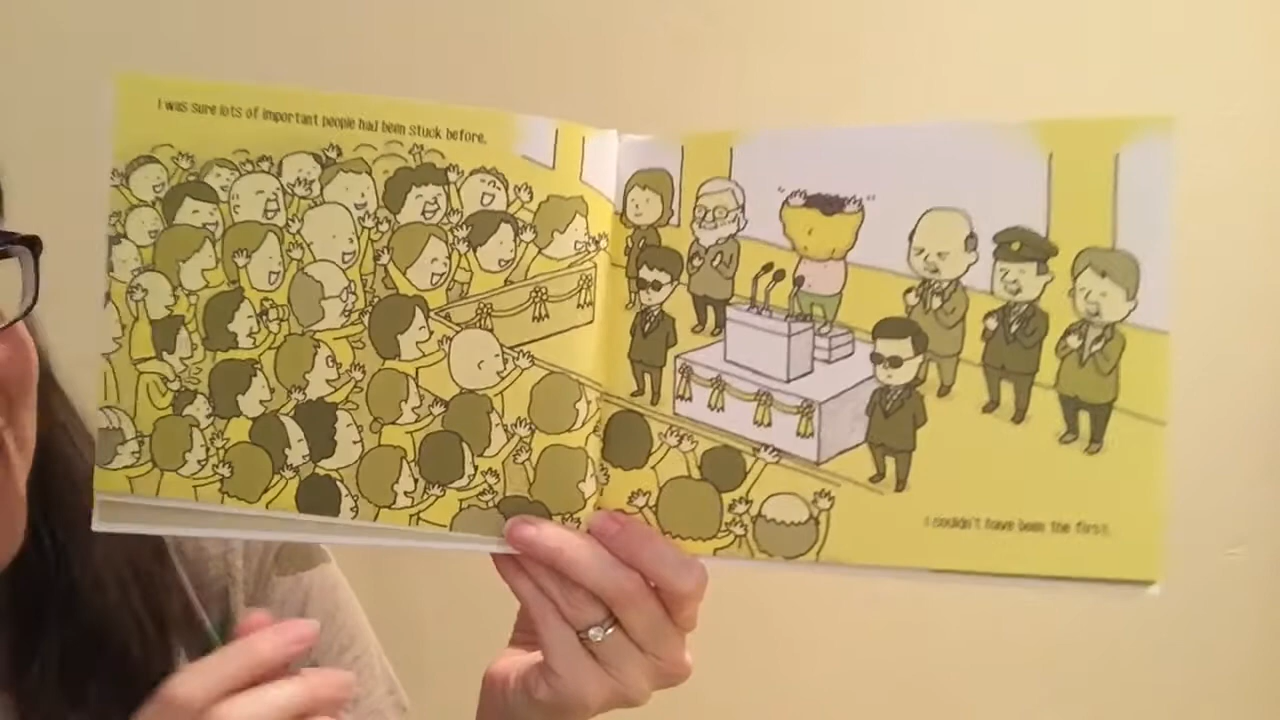 I was sure lots of important people had been stuck before.
I couldn't have been the first.